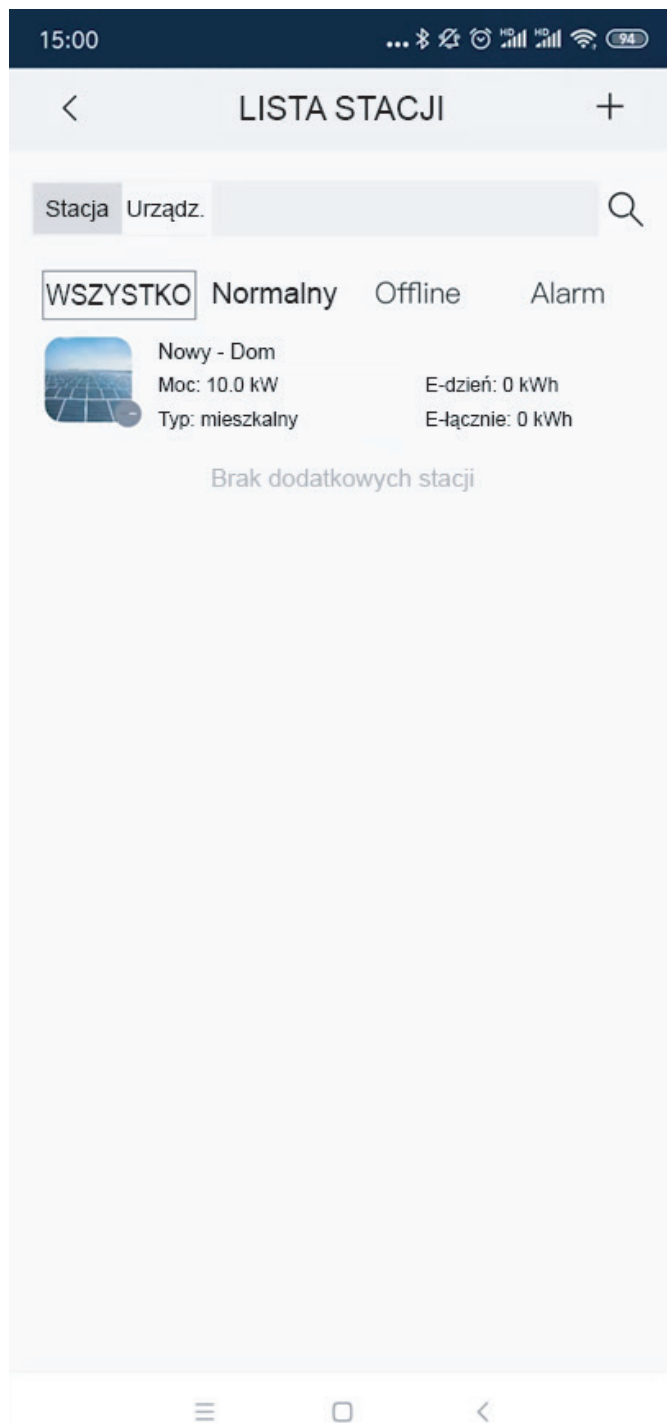 15:00 94
LISTA STACJI
Stacja Urządz.
WSZYSTKO Normalny Offline Alarm
Nowy - Dom
Moc: 10.0 kW E-dzień: 0 kWh
Typ: mieszkalny E-łącznie: 0 kWh
Brak dodatkowych stacji